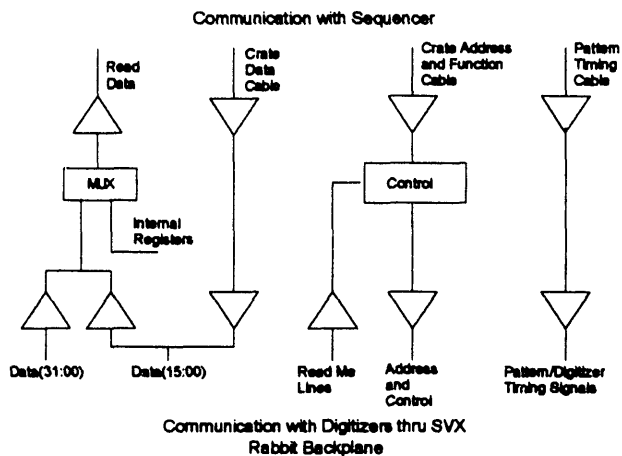 Communication with Sequencer
Read
Data
Crate
Data
Cable
Crate Address
and Function
Cable
Pattern
Timing
Cable
MUX
Control
Internal
Registers
Data(31:00)
Data(15:00)
Read Me
Lines
Address
and
Control
Pattern/Digitizer
Timing Signals
Communication with Digitizers thru SVX
Rabbit Backplane